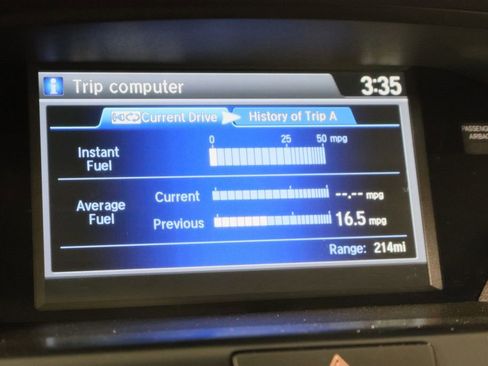 i Trip computer 3:35
Current Drive History of Trip A
0 25 50 mpg
Instant
Fuel
Current --.-- mpg
Average
Fuel
Previous 16.5 mpg
Range: 214mi
PASSENG
AIRBAG